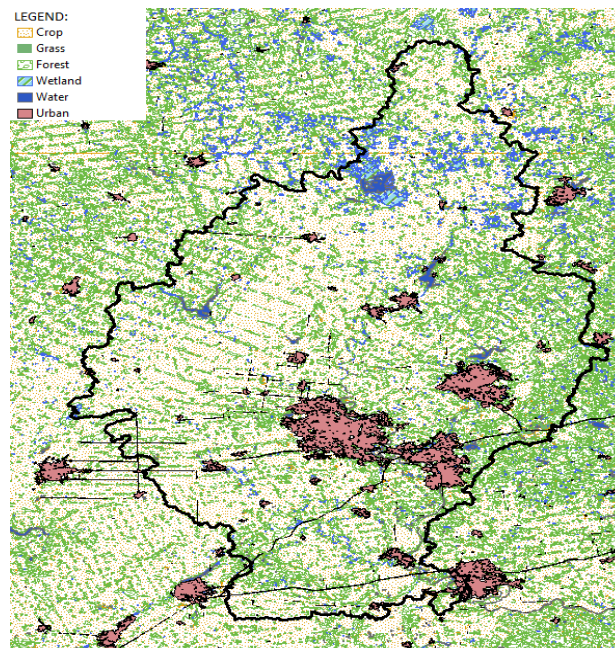 LEGEND:
Crop
Grass
Forest
Wetland
Water
Urban